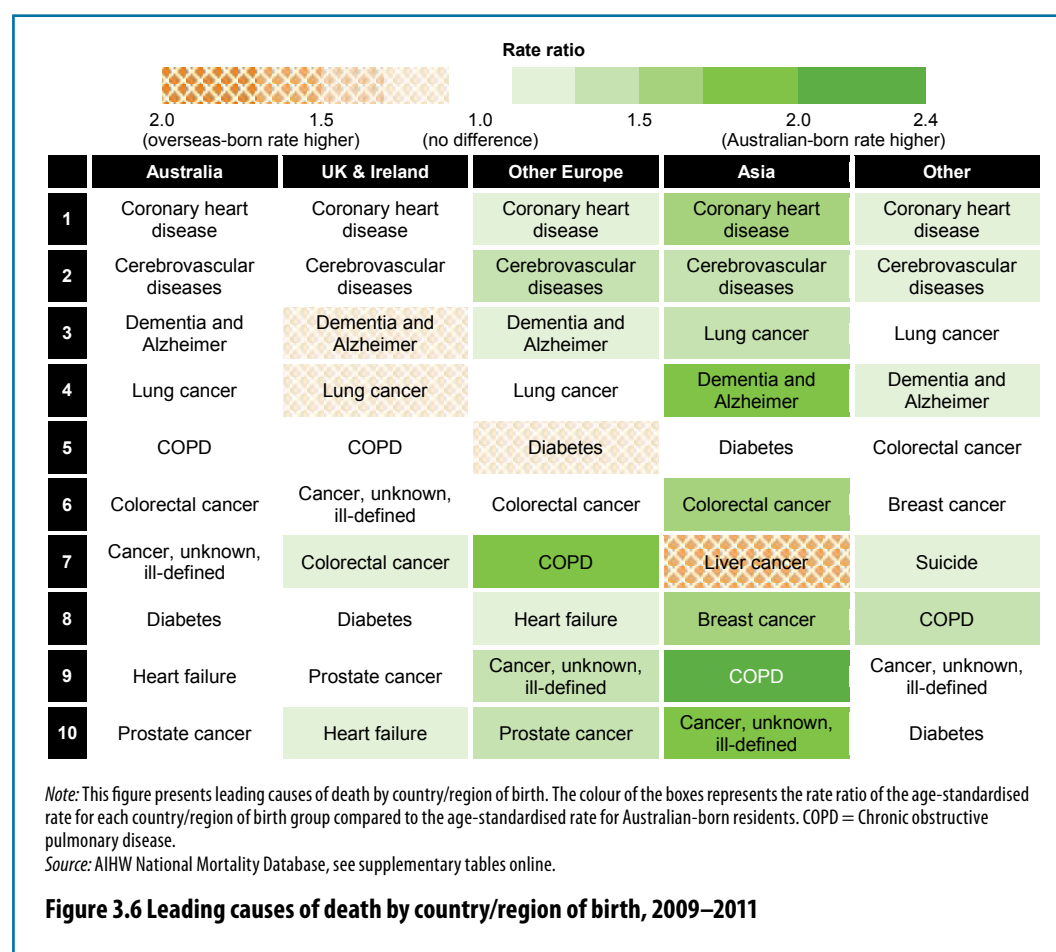 Rate ratio
2.0 1.5 1.0 1.5 2.0 2.4
(overseas-born rate higher) (no difference) (Australian-born rate higher)
Australia UK & Ireland Other Europe Asia Other
1 Coronary heart disease Coronary heart disease Coronary heart disease Coronary heart disease Coronary heart disease
2 Cerebrovascular diseases Cerebrovascular diseases Cerebrovascular diseases Cerebrovascular diseases Cerebrovascular diseases
3 Dementia and Alzheimer Dementia and Alzheimer Dementia and Alzheimer Lung cancer Lung cancer
4 Lung cancer Lung cancer Lung cancer Dementia and Alzheimer Dementia and Alzheimer
5 COPD COPD Diabetes Diabetes Colorectal cancer
6 Colorectal cancer Cancer, unknown, ill-defined Colorectal cancer Colorectal cancer Breast cancer
7 Cancer, unknown, ill-defined Colorectal cancer COPD Liver cancer Suicide
8 Diabetes Diabetes Heart failure Breast cancer COPD
9 Heart failure Prostate cancer Cancer, unknown, ill-defined COPD Cancer, unknown, ill-defined
10 Prostate cancer Heart failure Prostate cancer Cancer, unknown, ill-defined Diabetes
Note: This figure presents leading causes of death by country/region of birth. The colour of the boxes represents the rate ratio of the age-standardised
rate for each country/region of birth group compared to the age-standardised rate for Australian-born residents. COPD = Chronic obstructive
pulmonary disease.
Source: AIHW National Mortality Database, see supplementary tables online.
Figure 3.6 Leading causes of death by country/region of birth, 2009–2011